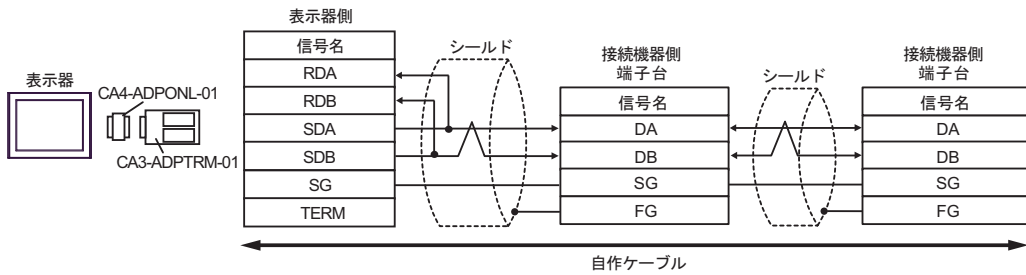 表示器
CA4-ADPONL-01
CA3-ADPTRM-01
表示器側
信号名
RDA
RDB
SDA
SDB
SG
TERM
シールド
接続機器側
端子台
信号名
DA
DB
SG
FG
シールド
接続機器側
端子台
信号名
DA
DB
SG
FG
自作ケーブル